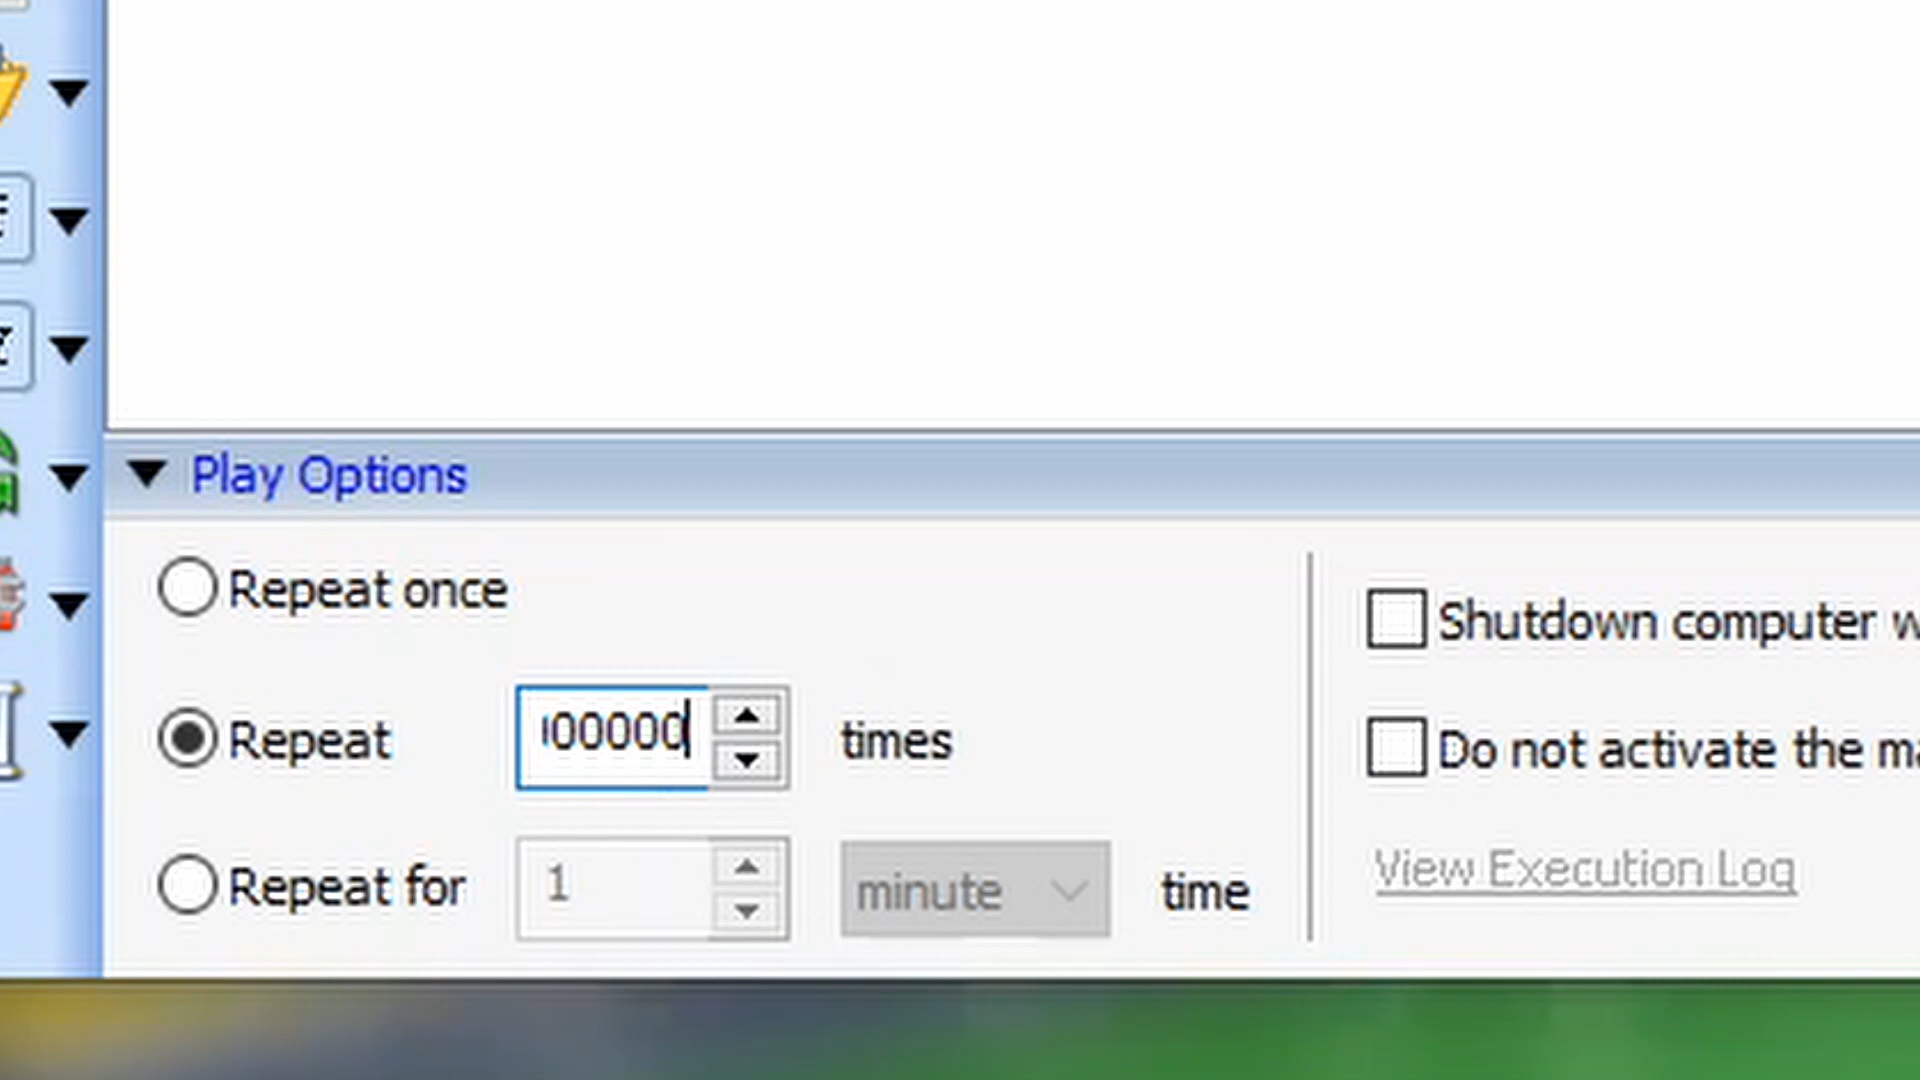 Play Options
Repeat once
Repeat 00000 times
Repeat for 1 minute time
Shutdown computer
Do not activate the
View Execution Log